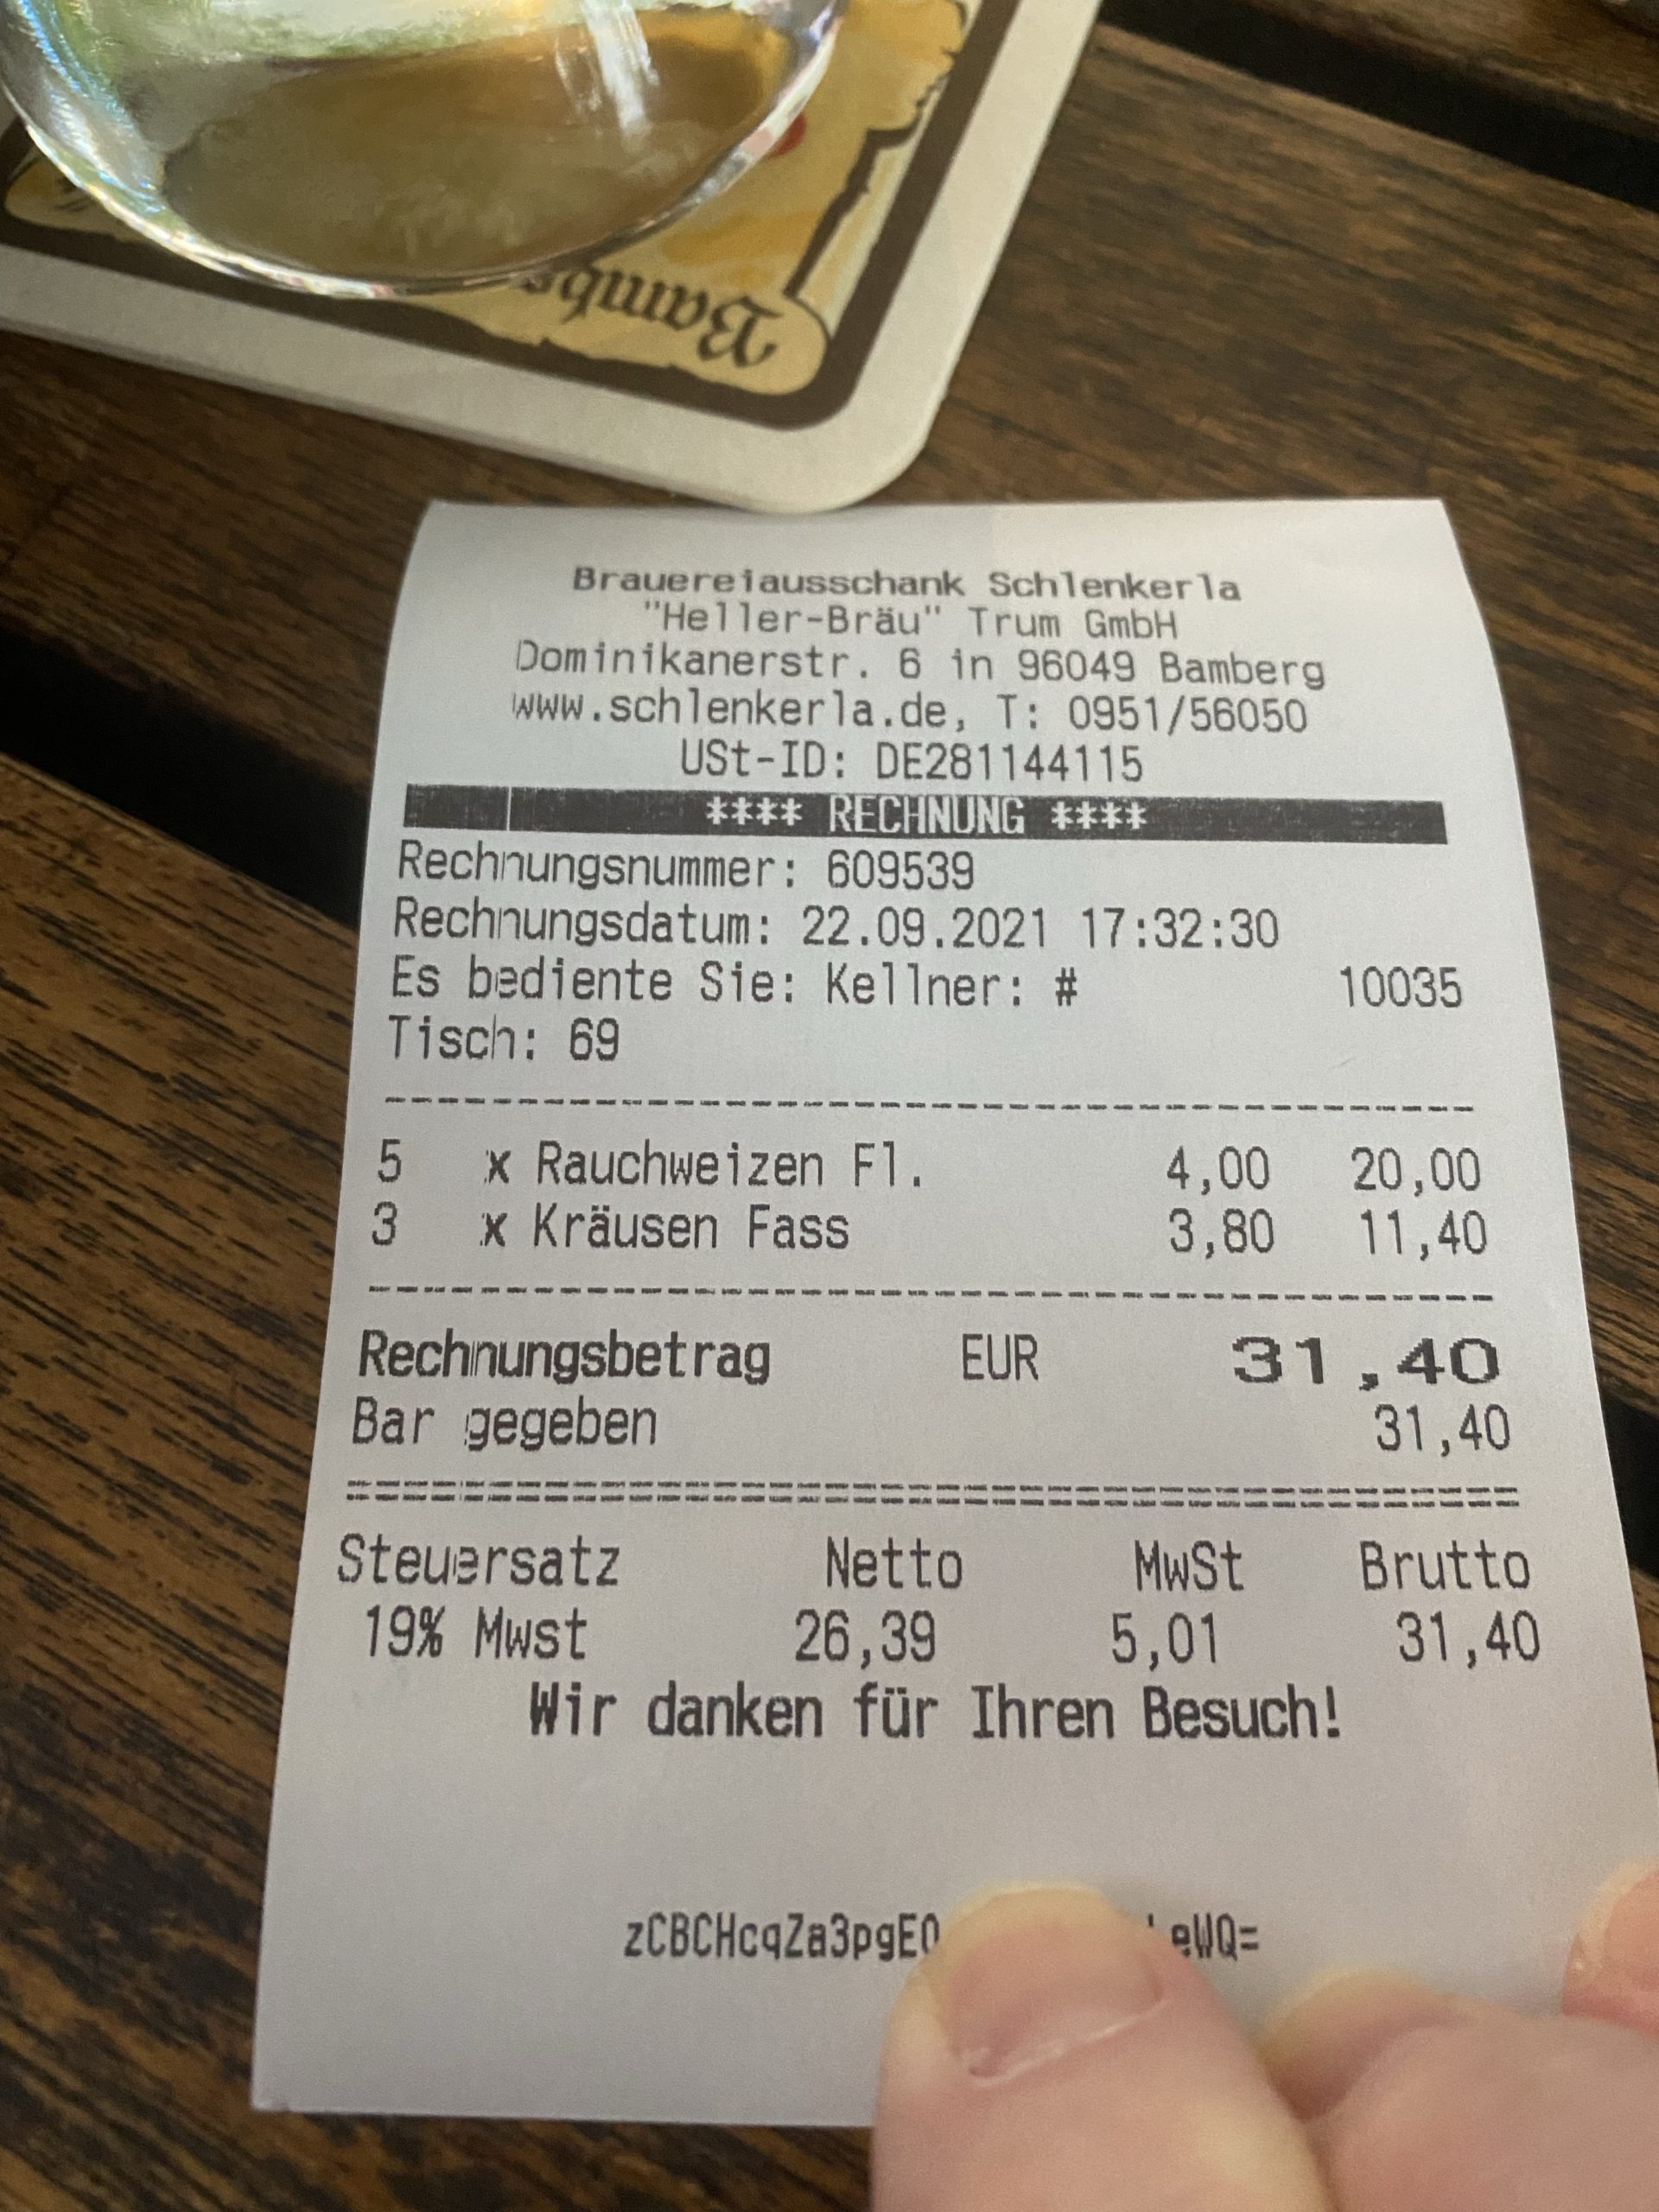 Brauereiausschank Schlenkerla
"Heller-Bräu" Trum GmbH
Dominikanerstr. 6 in 96049 Bamberg
www.schlenkerla.de, T: 0951/56050
USt-ID: DE281144115
**** RECHNUNG ****
Rechnungsnummer: 609539
Rechnungsdatum: 22.09.2021 17:32:30
Es bediente Sie: Kellner: # 10035
Tisch: 69
5 x Rauchweizen Fl. 4,00 20,00
3 x Kräusen Fass 3,80 11,40
Rechnungsbetrag EUR 31,40
Bar gegeben 31,40
Steuersatz Netto MwSt Brutto
19% Mwst 26,39 5,01 31,40
Wir danken für Ihren Besuch!